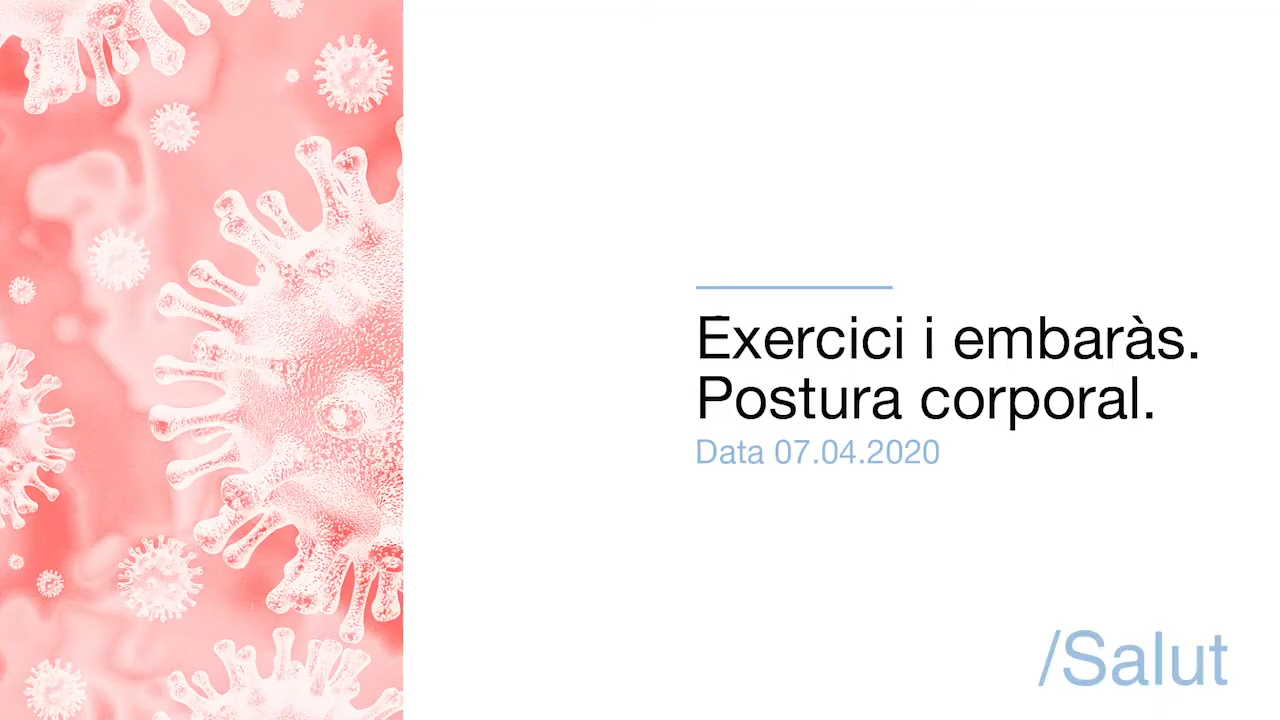 Exercici i embaràs.
Postura corporal.
Data 07.04.2020
/Salut